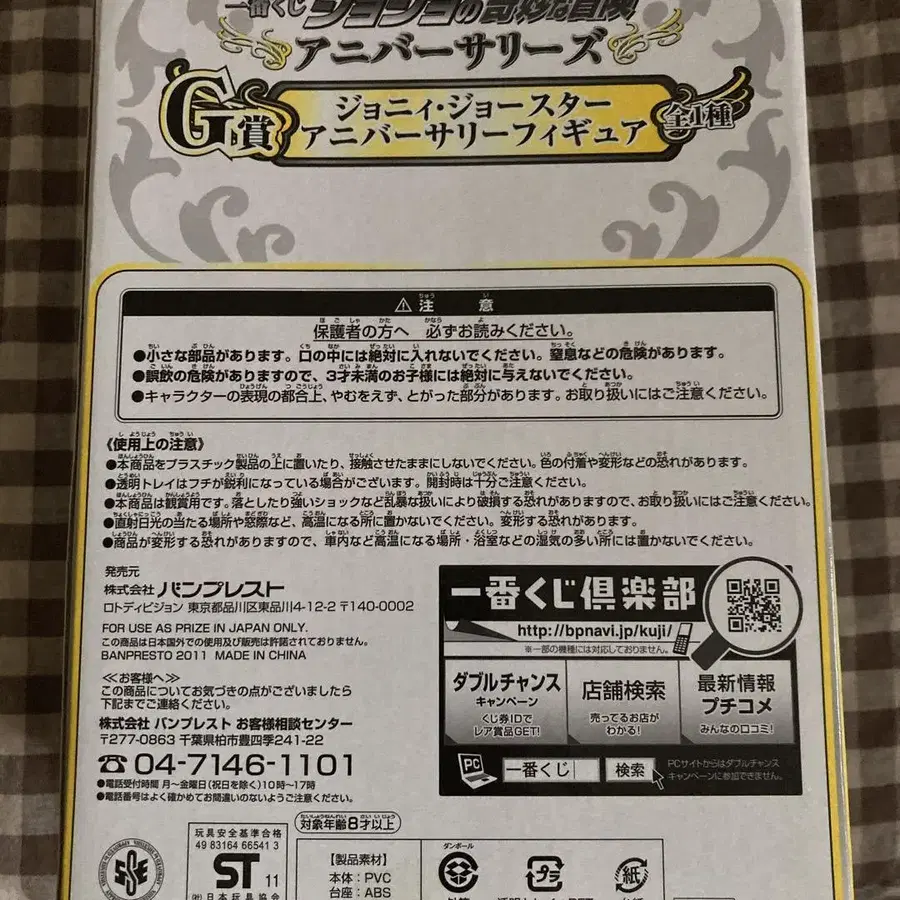 一番くじ ジョジョの奇妙な冒険
アニバーサリーズ
G賞
ジョニィ・ジョースター
アニバーサリーフィギュア
全1種
⚠注意
保護者の方へ 必ずお読みください。
●小さな部品があります。口の中には絶対に入れないでください。窒息などの危険があります。
●誤飲の危険がありますので、3才未満のお子様には絶対に与えないでください。
●キャラクターの表現の都合上、やむをえず、とがった部分があります。お取り扱いにはご注意ください。
《使用上の注意》
●本商品をプラスチック製品の上に置いたり、接触させたままにしないでください。色の付着や変形などの恐れがあります。
●透明トレイはフチが鋭利になっている場合がございます。開封時は十分ご注意ください。
●本商品は観賞用です。落としたり強いショックなど乱暴な扱いにより破損する恐れがありますので、お取り扱いにはご注意ください。
●直射日光の当たる場所や窓際など、高温になる所に置かないでください。変形する恐れがあります。
●商品が変形する恐れがありますので、車内など高温になる場所・浴室などの湿気の多い所には置かないでください。
発売元
株式会社 バンプレスト
ロトディビジョン 東京都品川区東品川4-12-2 〒140-0002
FOR USE AS PRIZE IN JAPAN ONLY.
この商品は日本国外での使用及び販売は許諾されておりません。
BANPRESTO 2011 MADE IN CHINA
≪お客様へ≫
この商品についてお気づきの点がございましたら
下記までご連絡ください。
株式会社 バンプレスト お客様相談センター
〒277-0863 千葉県柏市豊四季241-22
☎04-7146-1101
●電話受付時間 月〜金曜日(祝日を除く)10時〜17時
●電話番号はよく確かめてお間違いのないようご注意ください。
一番くじ倶楽部
http://bpnavi.jp/kuji/
※一部の機種には対応しておりません。
ダブルチャンス
キャンペーン
くじ券IDで
レア賞品GET!
店舗検索
売ってるお店が
わかる!
最新情報
プチコメ
みんなの口コミ!
PC
一番くじ
検索
PCサイトからはダブルチャンス
キャンペーンに参加できません。
対象年齢8才以上
玩具安全基準合格
49 83164 66541 3
ST 11
(社)日本玩具協会
【製品素材】
本体:PVC
台座:ABS
ダンボール
プラ
紙